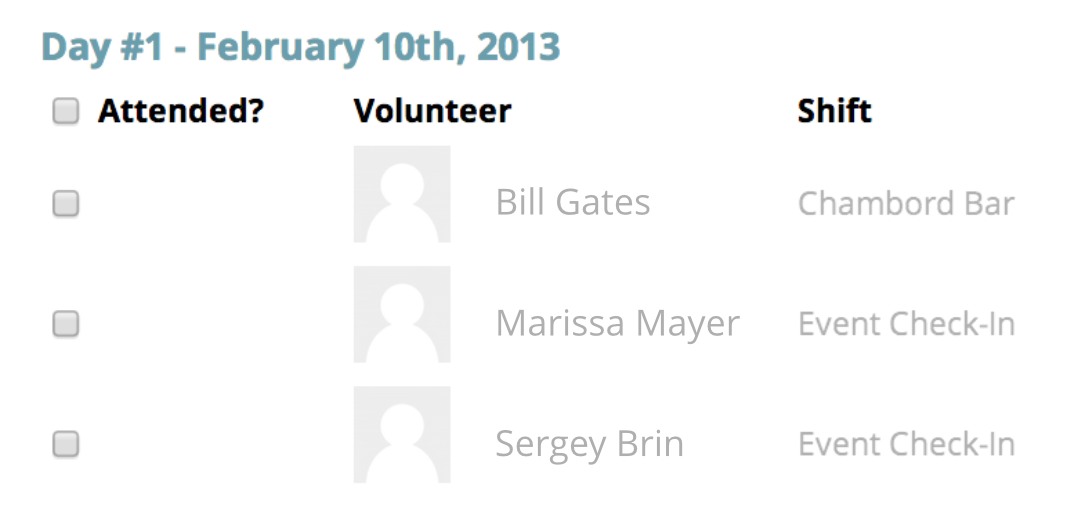 Day #1 - February 10th, 2013
Attended? Volunteer Shift
Bill Gates Chambord Bar
Marissa Mayer Event Check-In
Sergey Brin Event Check-In